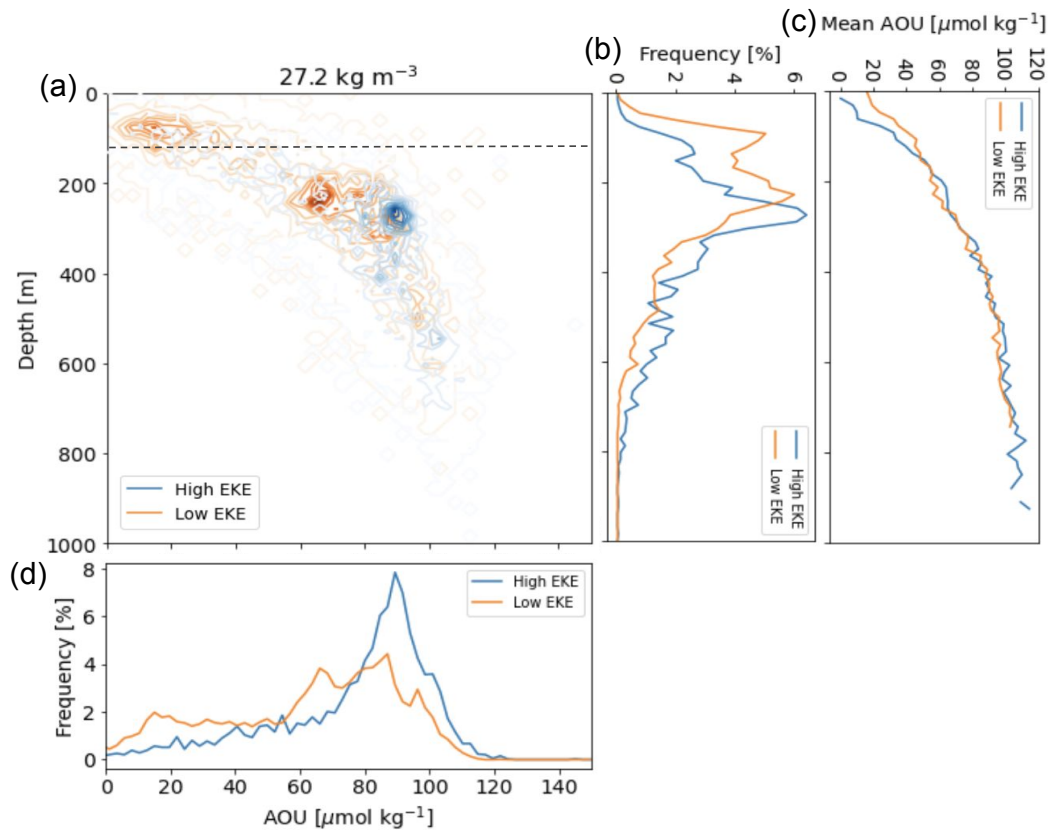 (a)
27.2 kg m⁻³
0
200
400
600
800
1000
Depth [m]
High EKE
Low EKE
(b)
Frequency [%]
0
2
4
6
High EKE
Low EKE
(c)
Mean AOU [μmol kg⁻¹]
0
20
40
60
80
100
120
High EKE
Low EKE
(d)
8
6
4
2
0
Frequency [%]
High EKE
Low EKE
0 20 40 60 80 100 120 140
AOU [μmol kg⁻¹]